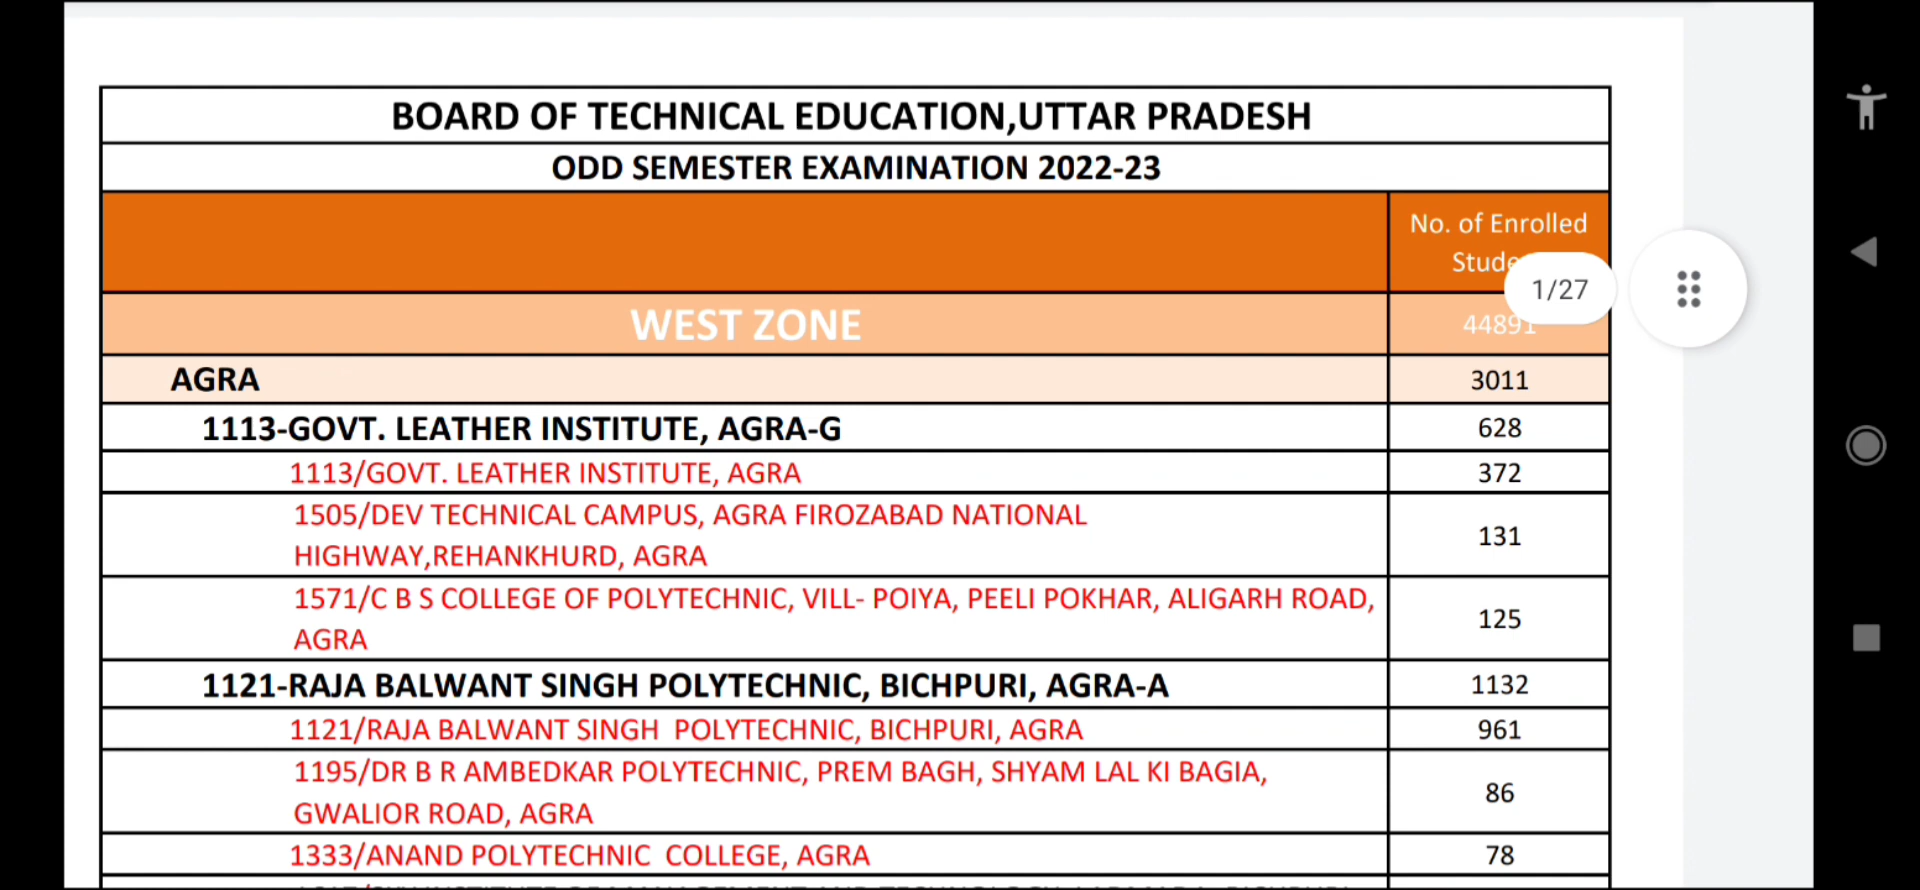 BOARD OF TECHNICAL EDUCATION,UTTAR PRADESH
ODD SEMESTER EXAMINATION 2022-23
No. of Enrolled
1/27
WEST ZONE 44891
AGRA 3011
1113-GOVT. LEATHER INSTITUTE, AGRA-G 628
1113/GOVT. LEATHER INSTITUTE, AGRA 372
1505/DEV TECHNICAL CAMPUS, AGRA FIROZABAD NATIONAL
HIGHWAY,REHANKHURD, AGRA 131
1571/C B S COLLEGE OF POLYTECHNIC, VILL- POIYA, PEELI POKHAR, ALIGARH ROAD,
AGRA 125
1121-RAJA BALWANT SINGH POLYTECHNIC, BICHPURI, AGRA-A 1132
1121/RAJA BALWANT SINGH POLYTECHNIC, BICHPURI, AGRA 961
1195/DR B R AMBEDKAR POLYTECHNIC, PREM BAGH, SHYAM LAL KI BAGIA,
GWALIOR ROAD, AGRA 86
1333/ANAND POLYTECHNIC COLLEGE, AGRA 78